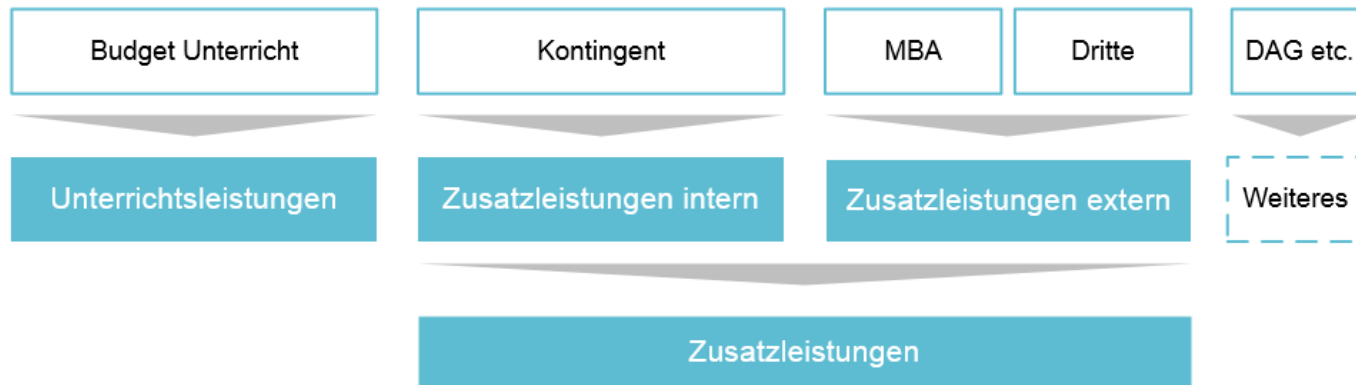 Budget Unterricht
Kontingent
MBA
Dritte
DAG etc.
Unterrichtsleistungen
Zusatzleistungen intern
Zusatzleistungen extern
Weiteres
Zusatzleistungen